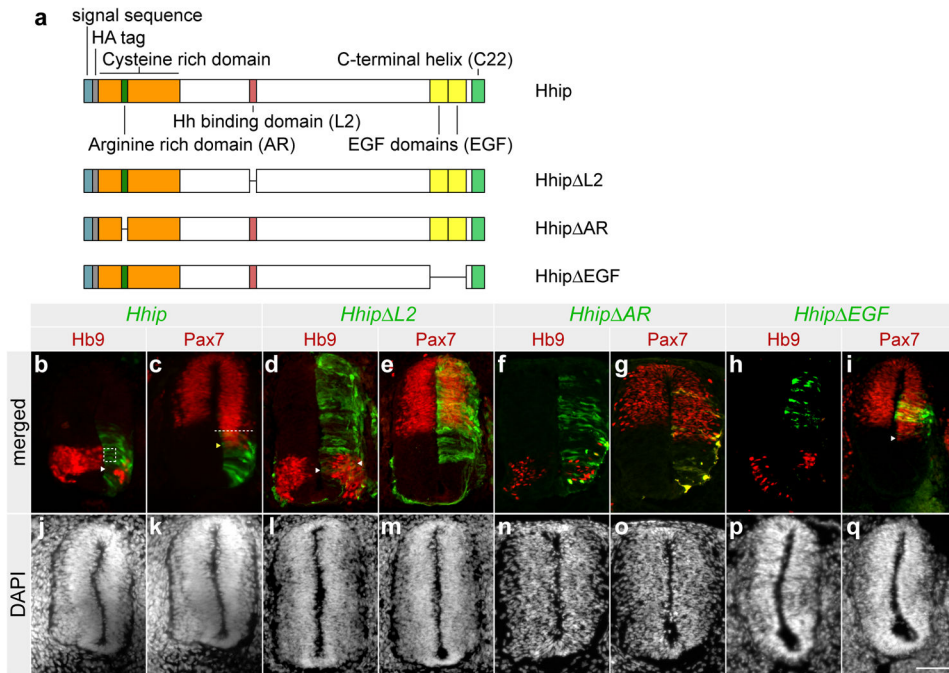 a
signal sequence
HA tag
Cysteine rich domain
C-terminal helix (C22)
Hhip
Hh binding domain (L2)
Arginine rich domain (AR)
EGF domains (EGF)
HhipΔL2
HhipΔAR
HhipΔEGF
Hhip HhipΔL2 HhipΔAR HhipΔEGF
Hb9 Pax7 Hb9 Pax7 Hb9 Pax7 Hb9 Pax7
merged
b c d e f g h i
DAPI
j k l m n o p q